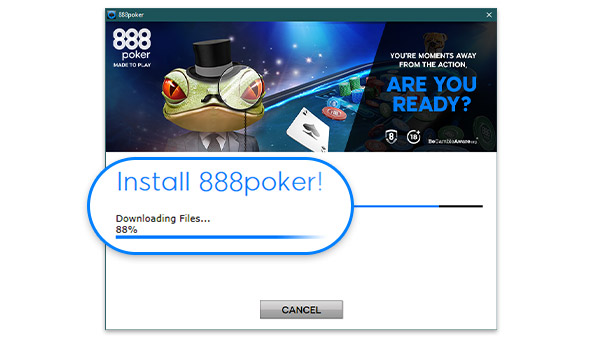 888poker
888
poker
MADE TO PLAY
YOU'RE MOMENTS AWAY
FROM THE ACTION,
ARE YOU
READY?
8
18+
BeGambleAware.org
Install 888poker!
Downloading Files...
88%
CANCEL